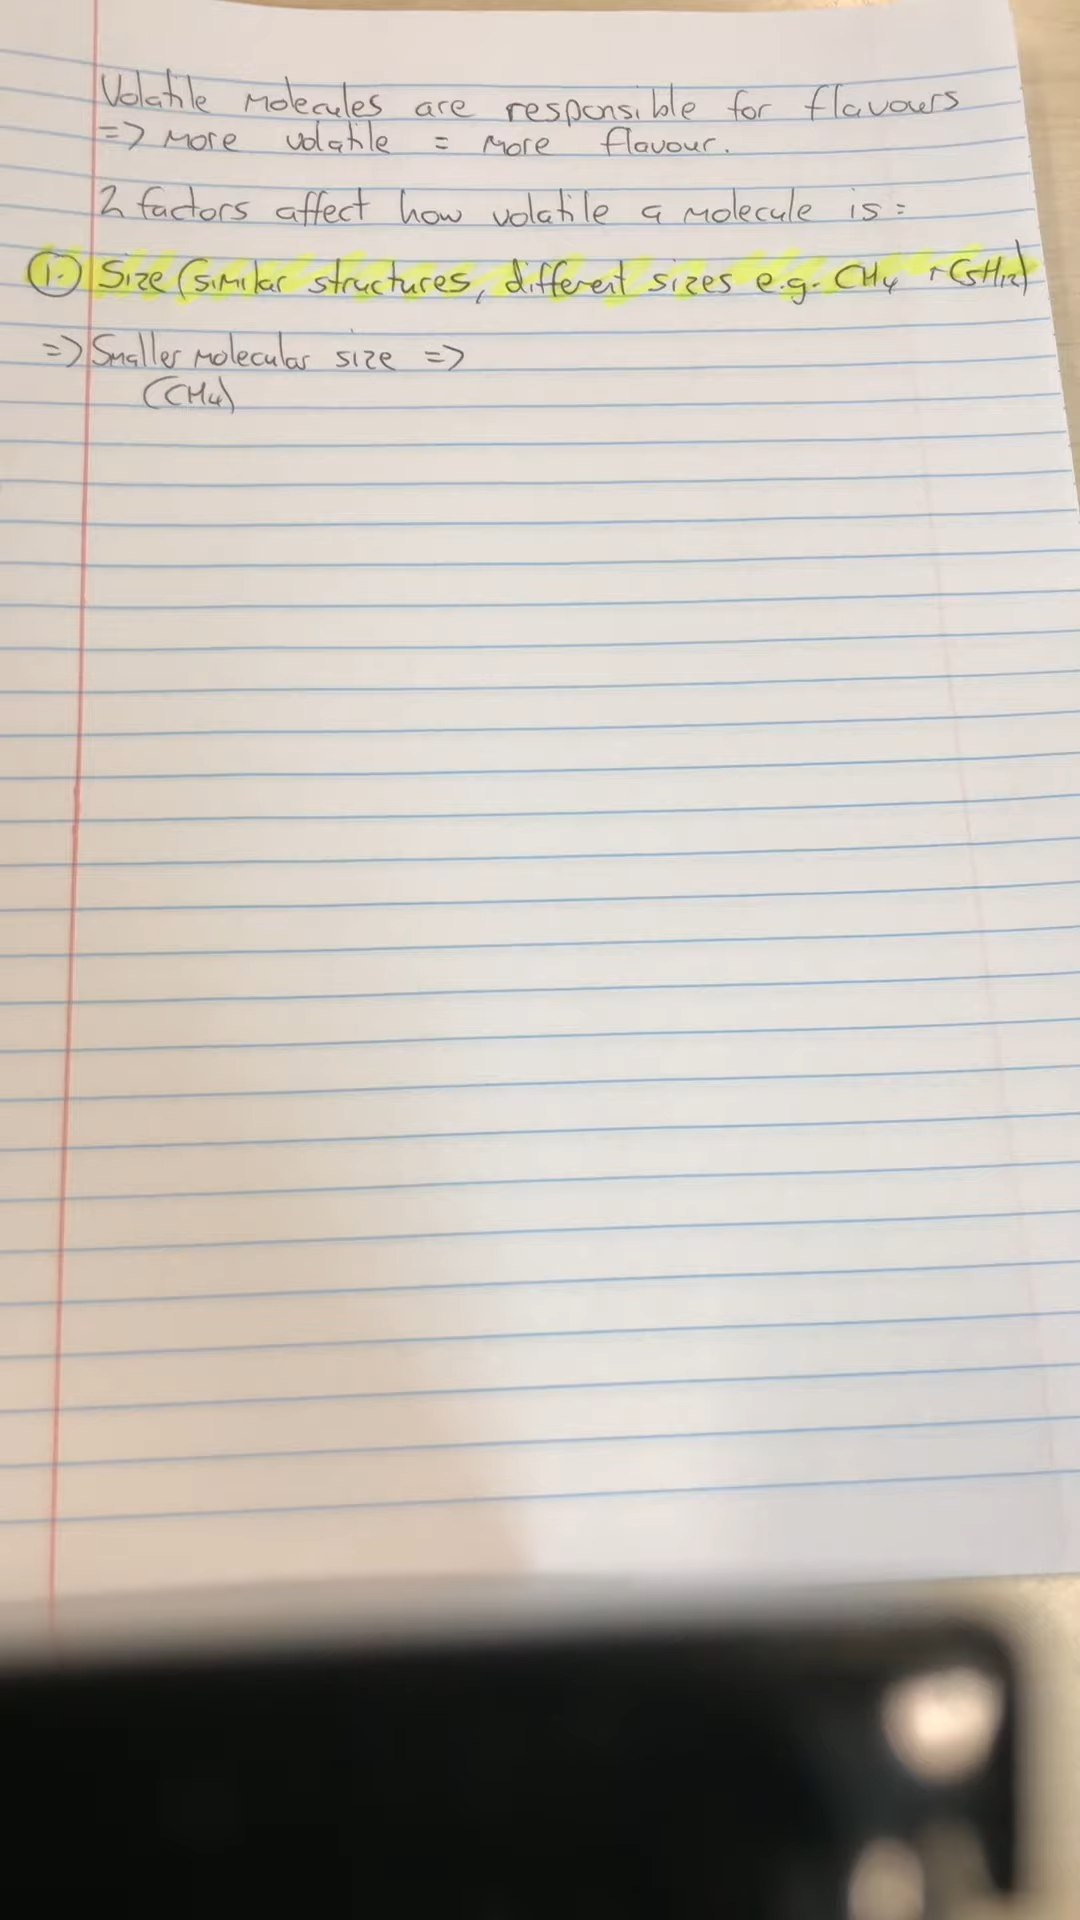 Volatile molecules are responsible for flavours
=> More volatile = More flavour.
2 factors affect how volatile a molecule is:
1. Size (similar structures, different sizes e.g. CH4 + C5H12)
=> Smaller molecular size =>
(CH4)